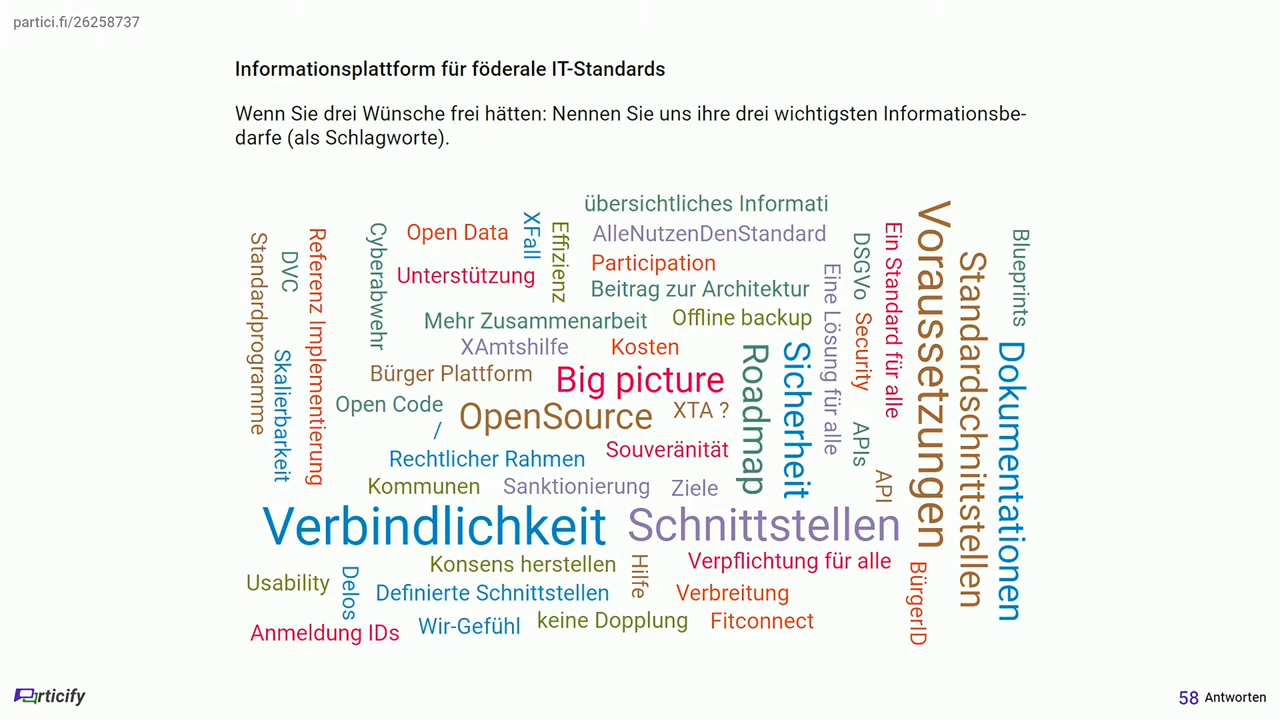 partici.fi/26258737
Informationsplattform für föderale IT-Standards
Wenn Sie drei Wünsche frei hätten: Nennen Sie uns ihre drei wichtigsten Informationsbe-
darfe (als Schlagworte).
übersichtliches Informati
Open Data
XFall
Effizienz
AlleNutzenDenStandard
Cyberabwehr
Referenz Implementierung
DVC
Standardprogramme
Skalierbarkeit
Unterstützung
Participation
Beitrag zur Architektur
Mehr Zusammenarbeit
Offline backup
XAmtshilfe
Kosten
Bürger Plattform
Big picture
Open Code
/
OpenSource
XTA ?
Rechtlicher Rahmen
Souveränität
Kommunen
Sanktionierung
Ziele
Roadmap
Sicherheit
Eine Lösung für alle
DSGVo
Security
APIs
API
Ein Standard für alle
Voraussetzungen
Standardschnittstellen
Blueprints
Dokumentationen
Verbindlichkeit
Schnittstellen
Konsens herstellen
Hilfe
Verpflichtung für alle
Usability
Delos
Definierte Schnittstellen
Verbreitung
BürgerID
Anmeldung IDs
Wir-Gefühl
keine Dopplung
Fitconnect
Particify
58 Antworten